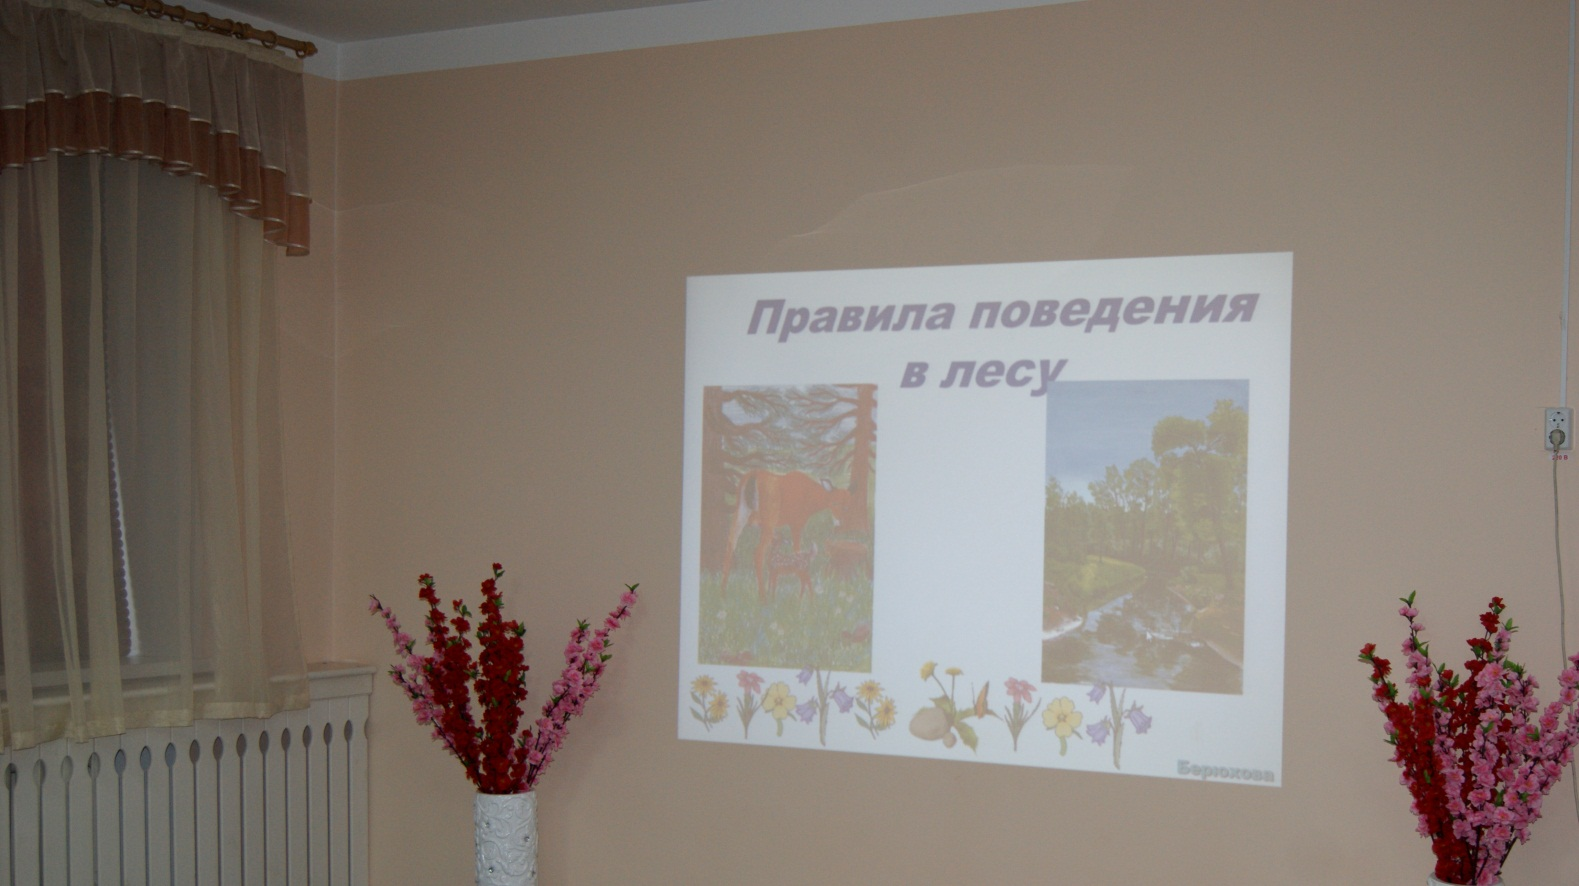 Правила поведения
в лесу
Берюхова